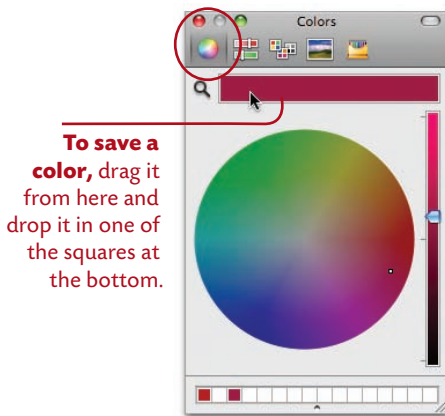 Colors
To save a
color, drag it
from here and
drop it in one of
the squares at
the bottom.